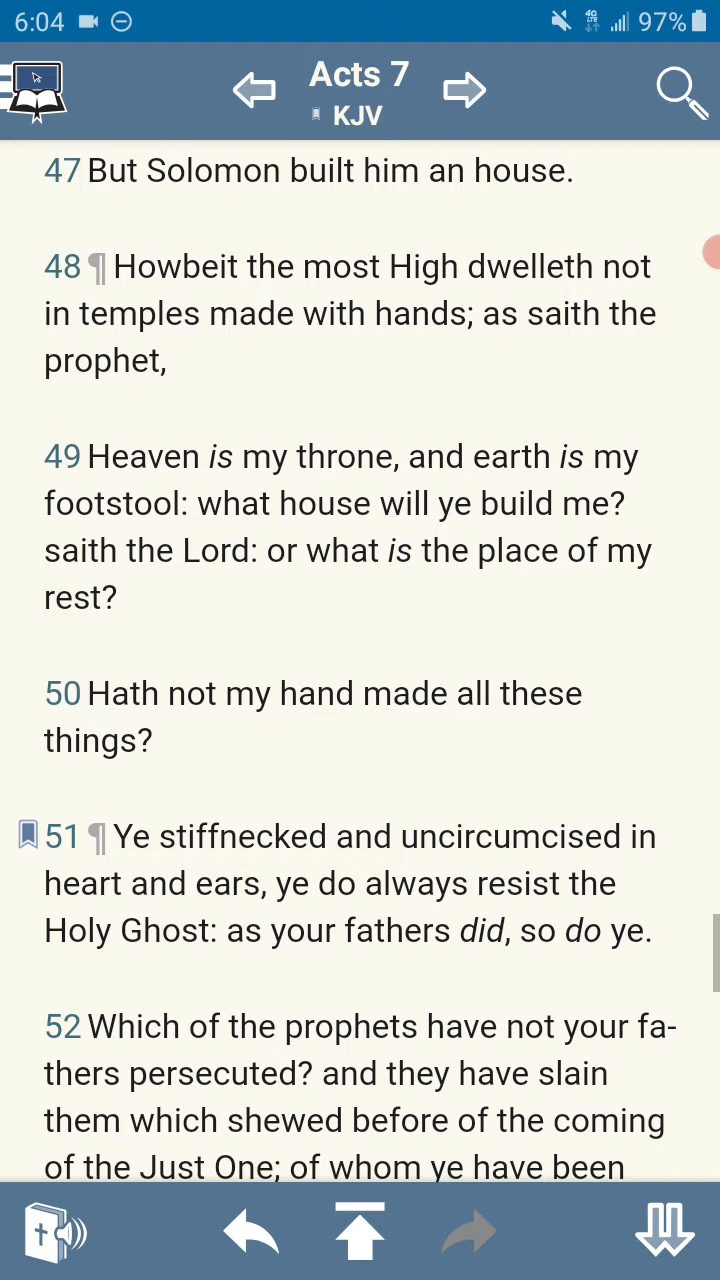 6:04
4G LTE
97%
Acts 7
KJV
47 But Solomon built him an house.
48 ¶ Howbeit the most High dwelleth not
in temples made with hands; as saith the
prophet,
49 Heaven is my throne, and earth is my
footstool: what house will ye build me?
saith the Lord: or what is the place of my
rest?
50 Hath not my hand made all these
things?
51 ¶ Ye stiffnecked and uncircumcised in
heart and ears, ye do always resist the
Holy Ghost: as your fathers did, so do ye.
52 Which of the prophets have not your fa-
thers persecuted? and they have slain
them which shewed before of the coming
of the Just One; of whom ye have been